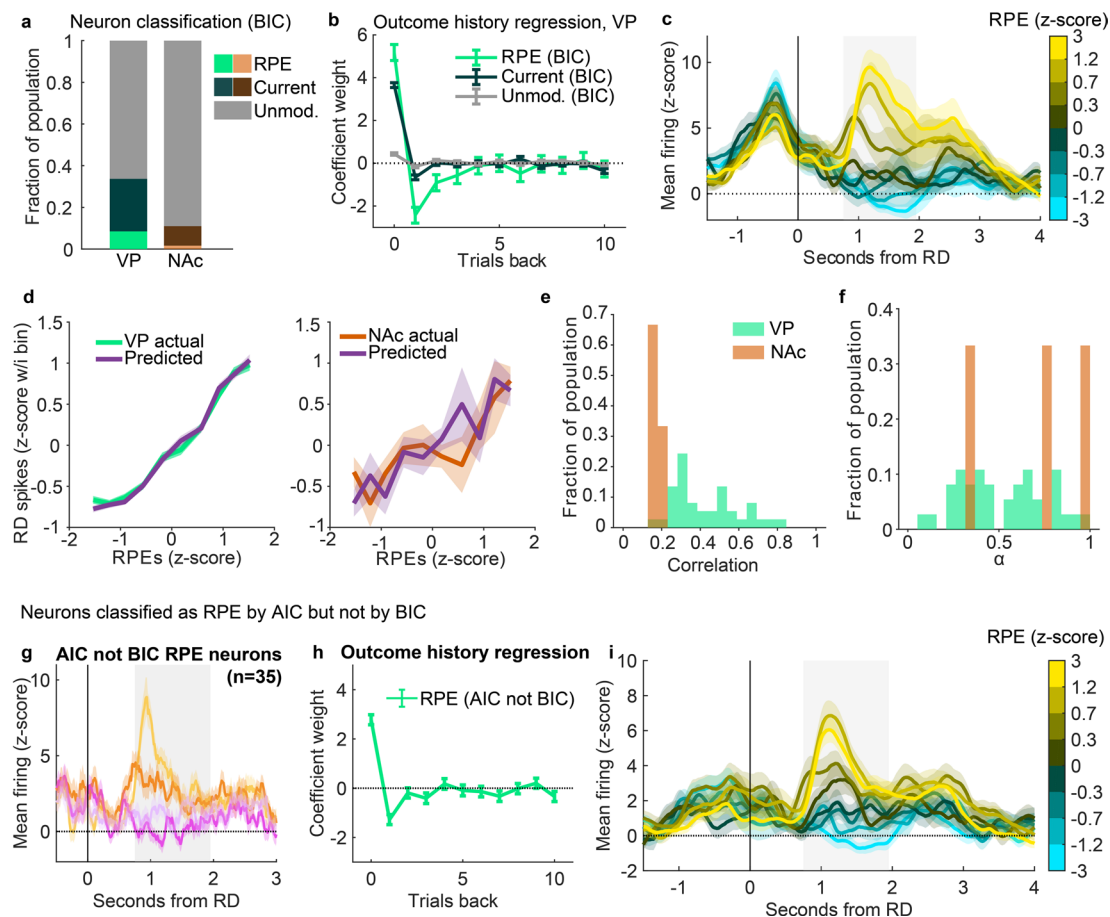 a Neuron classification (BIC)
Fraction of population
1
0.8
0.6
0.4
0.2
0
VP NAc
RPE
Current
Unmod.
b Outcome history regression, VP
Coefficient weight
6
4
2
0
-2
0 5 10
Trials back
RPE (BIC)
Current (BIC)
Unmod. (BIC)
c
RPE (z-score)
Mean firing (z-score)
10
5
0
-1 0 1 2 3 4
Seconds from RD
3
1.2
0.7
0.3
0
-0.3
-0.7
-1.2
-3
d
RD spikes (z-score w/i bin)
1.5
1
0.5
0
-0.5
-1
-2 -1 0 1 2
RPEs (z-score)
VP actual
Predicted
1.5
1
0.5
0
-0.5
-1
-2 -1 0 1 2
RPEs (z-score)
NAc actual
Predicted
e
Fraction of population
0.7
0.6
0.5
0.4
0.3
0.2
0.1
0
0 0.2 0.4 0.6 0.8 1
Correlation
VP
NAc
f
Fraction of population
0.4
0.3
0.2
0.1
0
0 0.5 1
α
Neurons classified as RPE by AIC but not by BIC
g AIC not BIC RPE neurons
(n=35)
Mean firing (z-score)
10
5
0
0 1 2 3
Seconds from RD
h Outcome history regression
Coefficient weight
4
2
0
-2
0 5 10
Trials back
RPE (AIC not BIC)
i
RPE (z-score)
Mean firing (z-score)
10
8
6
4
2
0
-2
-1 0 1 2 3 4
Seconds from RD
3
1.2
0.7
0.3
0
-0.3
-0.7
-1.2
-3